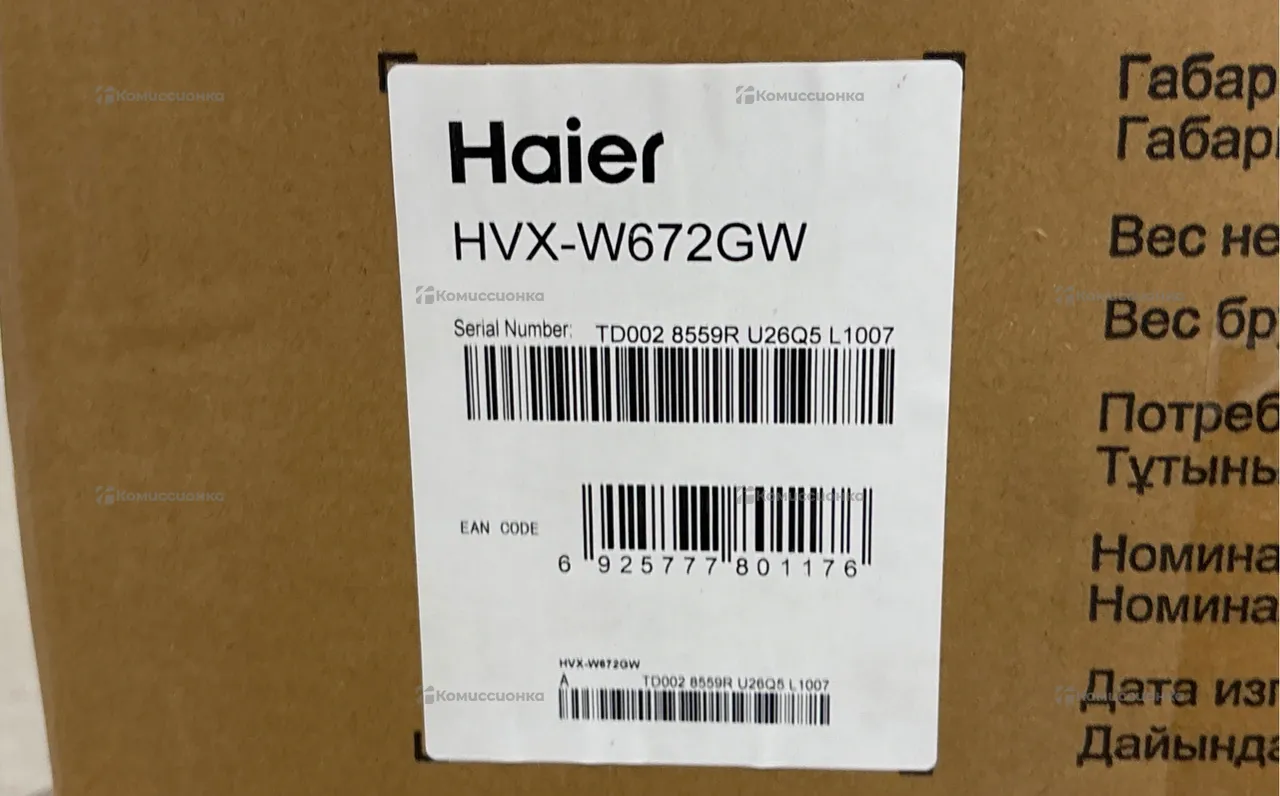 Haier
HVX-W672GW
Serial Number: TD002 8559R U26Q5 L1007
EAN CODE
6 925777 801176
HVX-W672GW
A TD002 8559R U26Q5 L1007
Габар
Габар
Вес не
Вес бр
Потреб
Тұтыны
Номина
Номина
Дата изг
Дайында
Комиссионка
Комиссионка
Комиссионка
Комиссионка
Комиссионка
Комиссионка
Комиссионка
Комиссионка